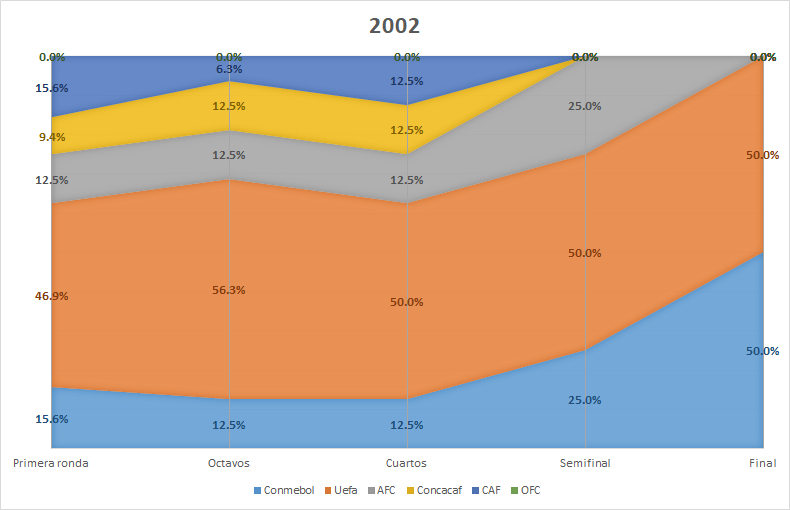 2002
0.0% 0.0% 0.0% 0.0% 0.0%
6.3%
15.6% 12.5%
12.5% 25.0%
9.4% 12.5%
12.5% 12.5% 12.5% 50.0%
50.0%
46.9% 56.3% 50.0%
50.0%
15.6% 12.5% 12.5% 25.0%
Primera ronda Octavos Cuartos Semifinal Final
Conmebol Uefa AFC Concacaf CAF OFC